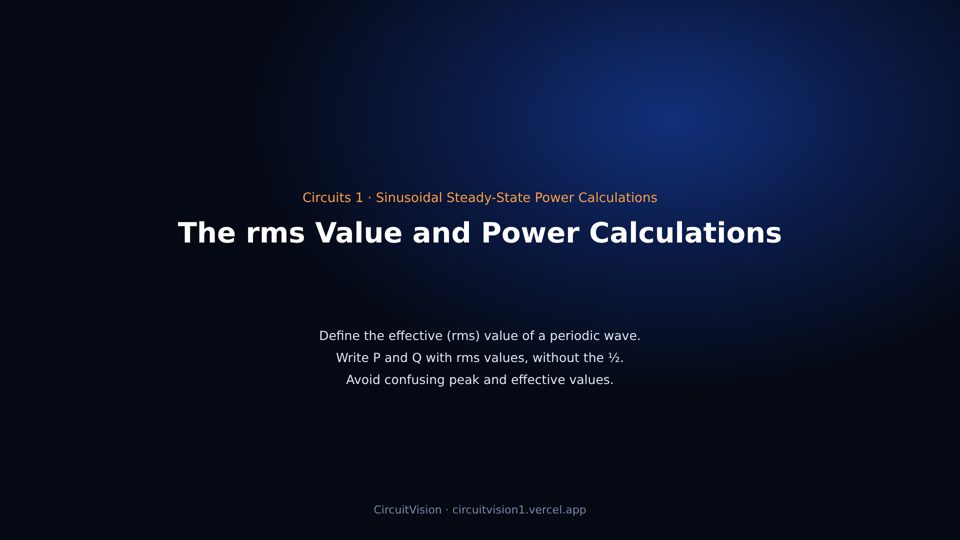 Circuits 1 · Sinusoidal Steady-State Power Calculations
The rms Value and Power Calculations
Define the effective (rms) value of a periodic wave.
Write P and Q with rms values, without the ½.
Avoid confusing peak and effective values.
CircuitVision · circuitvision1.vercel.app